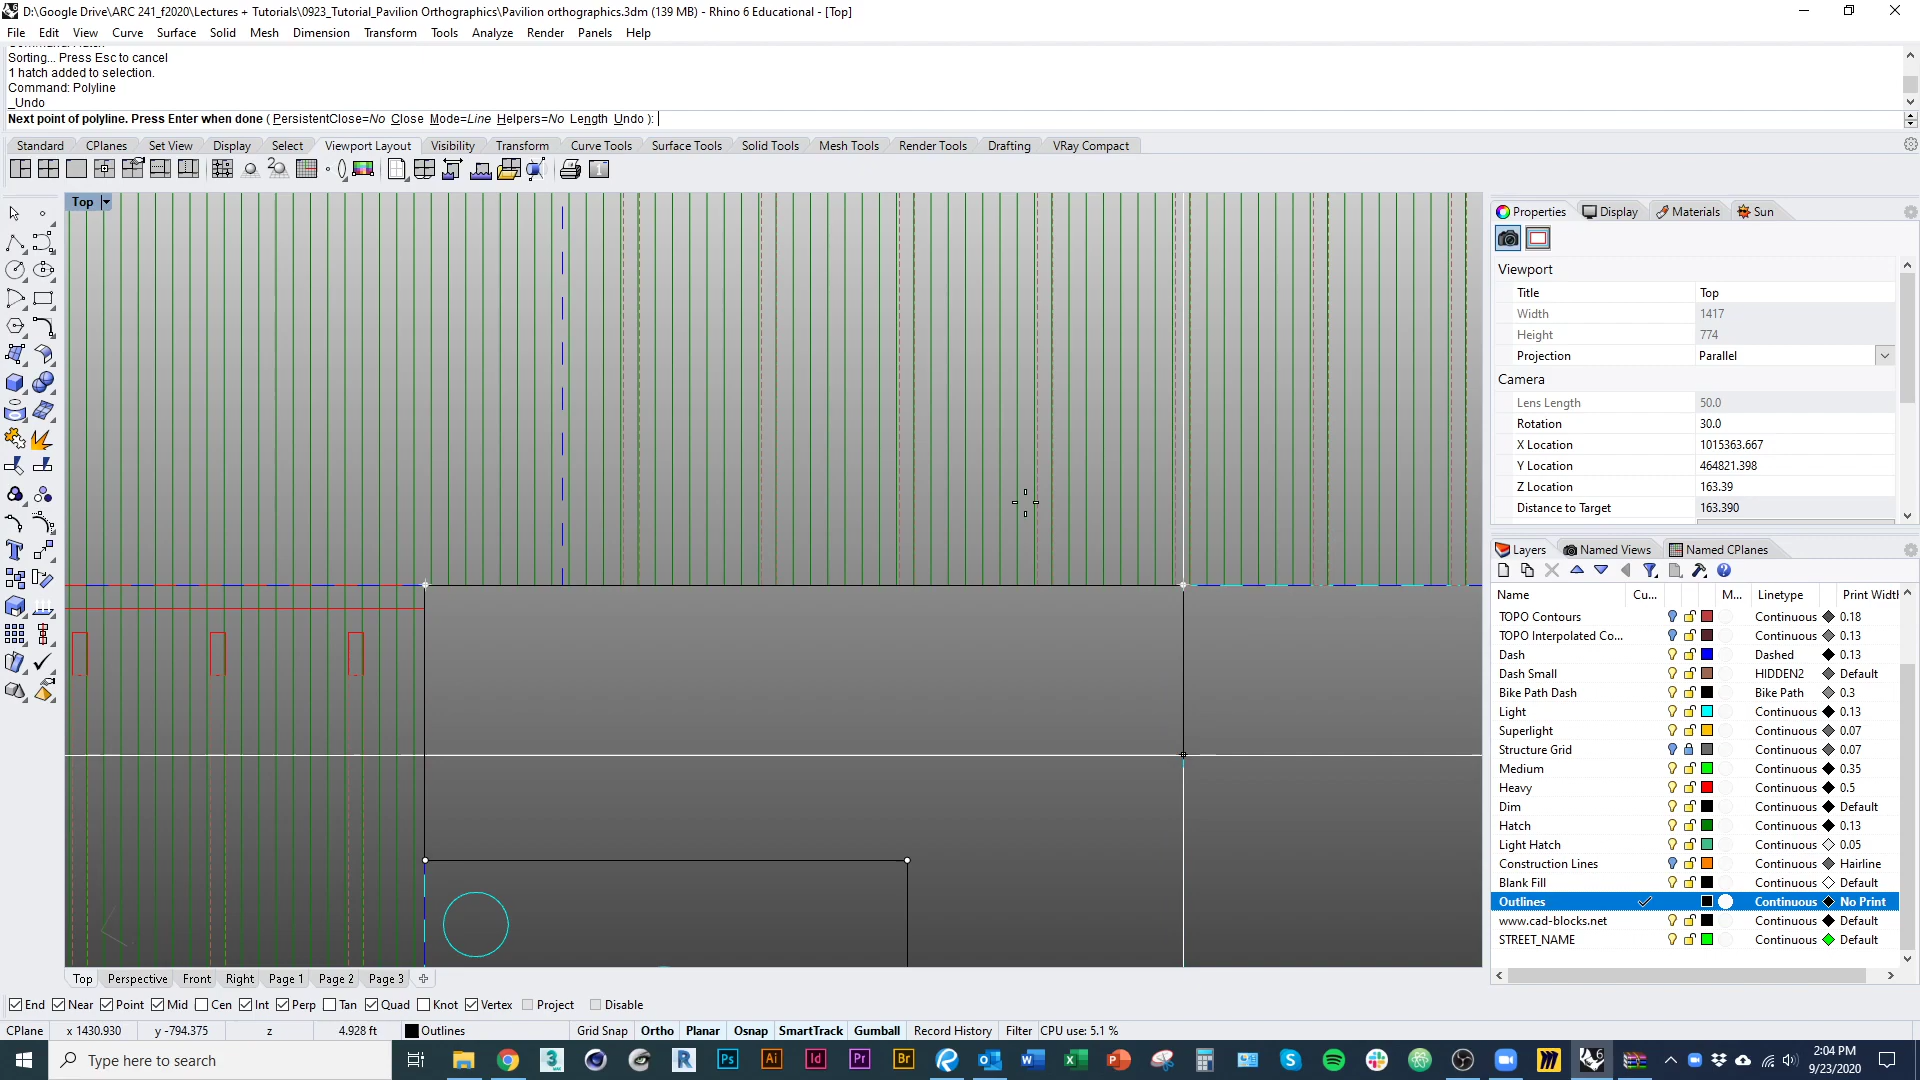 D:\Google Drive\ARC 241_f2020\Lectures + Tutorials\0923_Tutorial_Pavilion Orthographics\Pavilion orthographics.3dm (139 MB) - Rhino 6 Educational - [Top]
File Edit View Curve Surface Solid Mesh Dimension Transform Tools Analyze Render Panels Help
Sorting... Press Esc to cancel
1 hatch added to selection.
Command: Polyline
_Undo
Next point of polyline. Press Enter when done ( PersistentClose=No Close Mode=Line Helpers=No Length Undo ):
Standard CPlanes Set View Display Select Viewport Layout Visibility Transform Curve Tools Surface Tools Solid Tools Mesh Tools Render Tools Drafting VRay Compact
Top
Properties Display Materials Sun
Viewport
Title Top
Width 1417
Height 774
Projection Parallel
Camera
Lens Length 50.0
Rotation 30.0
X Location 1015363.667
Y Location 464821.398
Z Location 163.39
Distance to Target 163.390
Layers Named Views Named CPlanes
Name Cu... M... Linetype Print Width
TOPO Contours Continuous 0.18
TOPO Interpolated Co... Continuous 0.13
Dash Dashed 0.13
Dash Small HIDDEN2 Default
Bike Path Dash Bike Path 0.3
Light Continuous 0.13
Superlight Continuous 0.07
Structure Grid Continuous 0.07
Medium Continuous 0.35
Heavy Continuous 0.5
Dim Continuous Default
Hatch Continuous 0.13
Light Hatch Continuous 0.05
Construction Lines Continuous Hairline
Blank Fill Continuous Default
Outlines Continuous No Print
www.cad-blocks.net Continuous Default
STREET_NAME Continuous Default
Top Perspective Front Right Page 1 Page 2 Page 3
End Near Point Mid Cen Int Perp Tan Quad Knot Vertex Project Disable
CPlane x 1430.930 y -794.375 z 4.928 ft Outlines Grid Snap Ortho Planar Osnap SmartTrack Gumball Record History Filter CPU use: 5.1 %
Type here to search
2:04 PM
9/23/2020